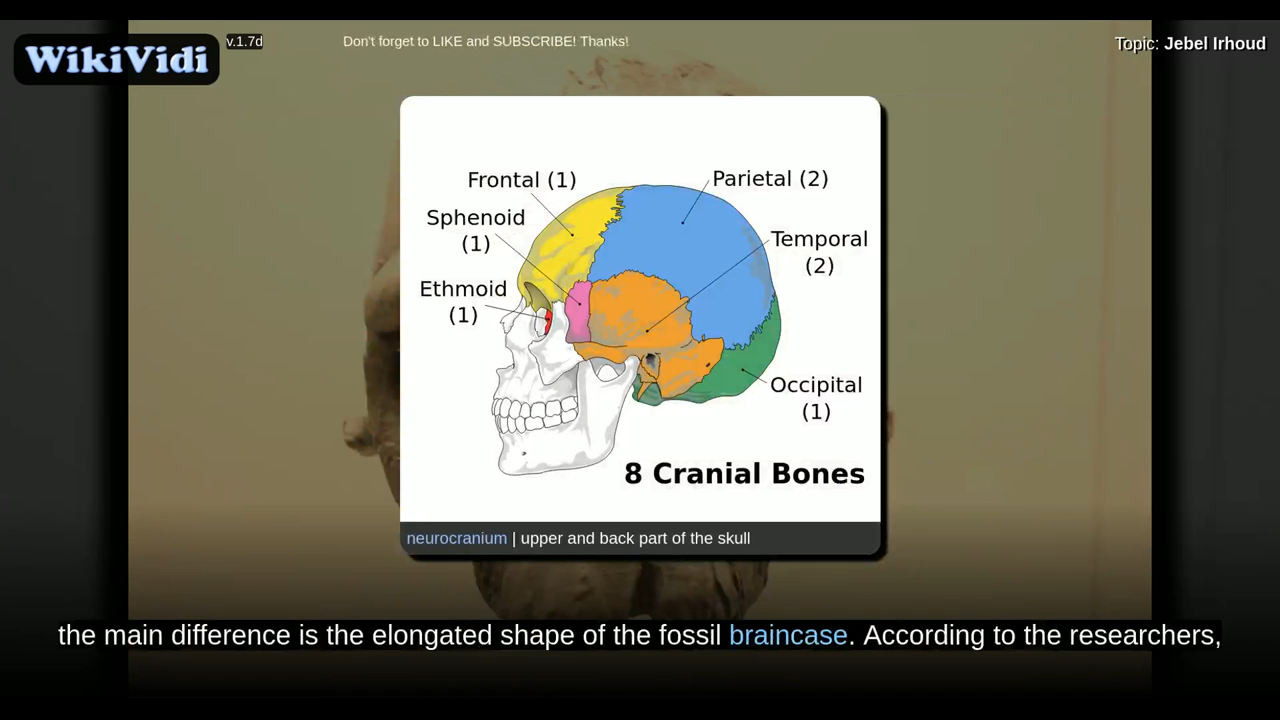 WikiVidi
v.1.7d
Don't forget to LIKE and SUBSCRIBE! Thanks!
Topic: Jebel Irhoud
Frontal (1)
Parietal (2)
Sphenoid
(1)
Temporal
(2)
Ethmoid
(1)
Occipital
(1)
8 Cranial Bones
neurocranium | upper and back part of the skull
the main difference is the elongated shape of the fossil braincase. According to the researchers,